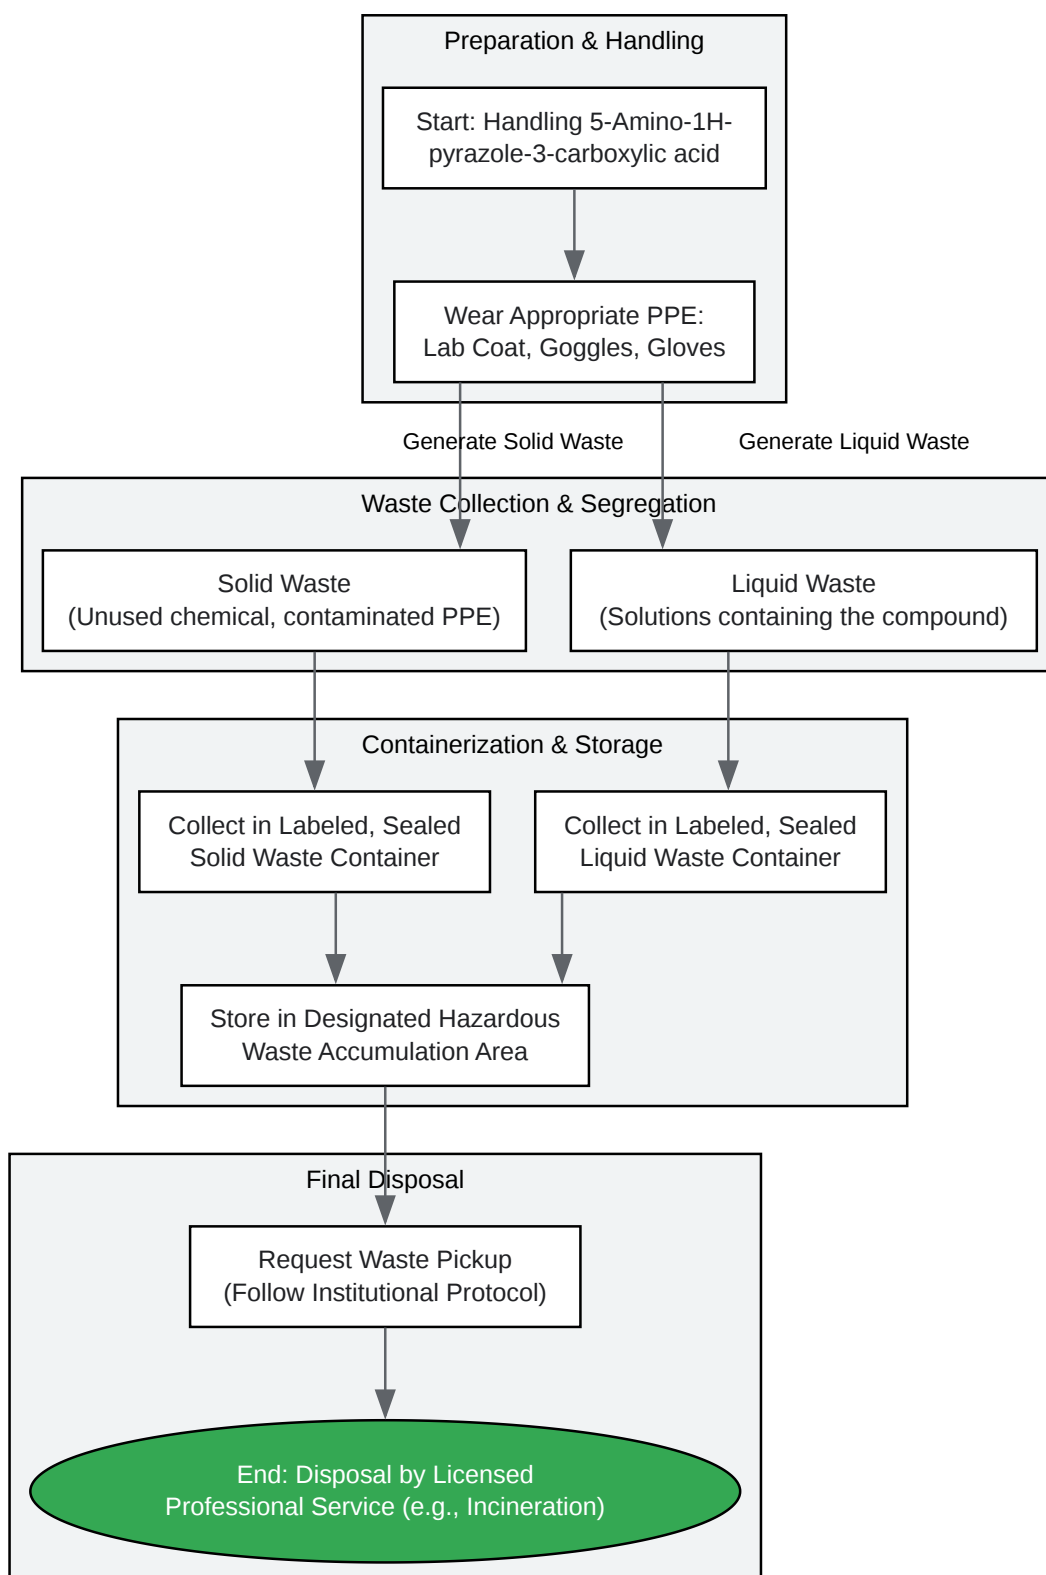 Preparation & Handling
Start: Handling 5-Amino-1H-
pyrazole-3-carboxylic acid
Wear Appropriate PPE:
Lab Coat, Goggles, Gloves
Generate Solid Waste
Generate Liquid Waste
Waste Collection & Segregation
Solid Waste
(Unused chemical, contaminated PPE)
Liquid Waste
(Solutions containing the compound)
Containerization & Storage
Collect in Labeled, Sealed
Solid Waste Container
Collect in Labeled, Sealed
Liquid Waste Container
Store in Designated Hazardous
Waste Accumulation Area
Final Disposal
Request Waste Pickup
(Follow Institutional Protocol)
End: Disposal by Licensed
Professional Service (e.g., Incineration)